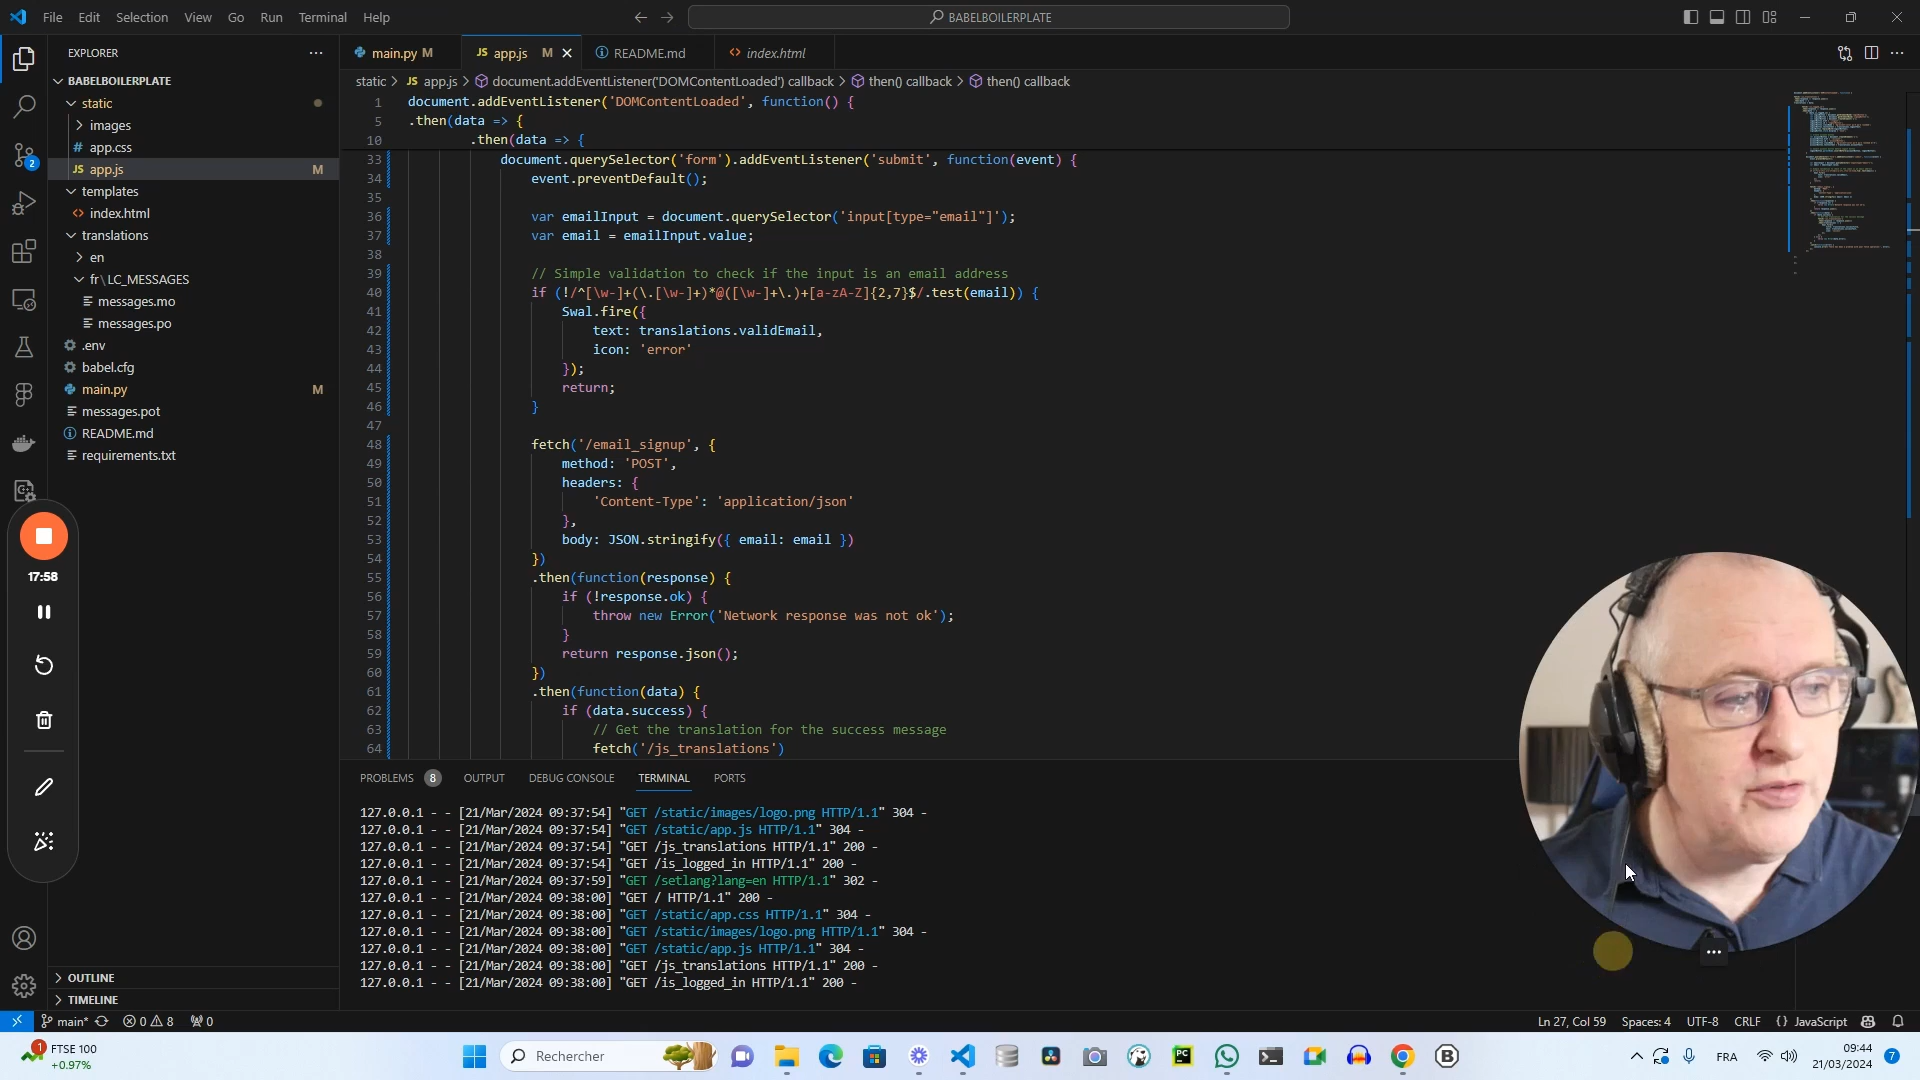 File Edit Selection View Go Run Terminal Help
BABELBOILERPLATE
EXPLORER
BABELBOILERPLATE
static
images
app.css
JS app.js M
templates
index.html
translations
en
fr\LC_MESSAGES
messages.mo
messages.po
.env
babel.cfg
main.py M
messages.pot
README.md
requirements.txt
2
17:58
OUTLINE
TIMELINE
main.py M
JS app.js M
README.md
index.html
static > JS app.js > document.addEventListener('DOMContentLoaded') callback > then() callback > then() callback
1 document.addEventListener('DOMContentLoaded', function() {
5 .then(data => {
10 .then(data => {
33 document.querySelector('form').addEventListener('submit', function(event) {
34 event.preventDefault();
35
36 var emailInput = document.querySelector('input[type="email"]');
37 var email = emailInput.value;
38
39 // Simple validation to check if the input is an email address
40 if (!/^[\w-]+(\.[\w-]+)*@([\w-]+\.)+[a-zA-Z]{2,7}$/.test(email)) {
41 Swal.fire({
42 text: translations.validEmail,
43 icon: 'error'
44 });
45 return;
46 }
47
48 fetch('/email_signup', {
49 method: 'POST',
50 headers: {
51 'Content-Type': 'application/json'
52 },
53 body: JSON.stringify({ email: email })
54 })
55 .then(function(response) {
56 if (!response.ok) {
57 throw new Error('Network response was not ok');
58 }
59 return response.json();
60 })
61 .then(function(data) {
62 if (data.success) {
63 // Get the translation for the success message
64 fetch('/js_translations')
PROBLEMS 8 OUTPUT DEBUG CONSOLE TERMINAL PORTS
127.0.0.1 - - [21/Mar/2024 09:37:54] "GET /static/images/logo.png HTTP/1.1" 304 -
127.0.0.1 - - [21/Mar/2024 09:37:54] "GET /static/app.js HTTP/1.1" 304 -
127.0.0.1 - - [21/Mar/2024 09:37:54] "GET /js_translations HTTP/1.1" 200 -
127.0.0.1 - - [21/Mar/2024 09:37:54] "GET /is_logged_in HTTP/1.1" 200 -
127.0.0.1 - - [21/Mar/2024 09:37:59] "GET /setlang?lang=en HTTP/1.1" 302 -
127.0.0.1 - - [21/Mar/2024 09:38:00] "GET / HTTP/1.1" 200 -
127.0.0.1 - - [21/Mar/2024 09:38:00] "GET /static/app.css HTTP/1.1" 304 -
127.0.0.1 - - [21/Mar/2024 09:38:00] "GET /static/images/logo.png HTTP/1.1" 304 -
127.0.0.1 - - [21/Mar/2024 09:38:00] "GET /static/app.js HTTP/1.1" 304 -
127.0.0.1 - - [21/Mar/2024 09:38:00] "GET /js_translations HTTP/1.1" 200 -
127.0.0.1 - - [21/Mar/2024 09:38:00] "GET /is_logged_in HTTP/1.1" 200 -
main* 0 8 0 Ln 27, Col 59 Spaces: 4 UTF-8 CRLF {} JavaScript
1 FTSE 100
+0.97%
Rechercher
PC
B
FRA
09:44
21/03/2024
7